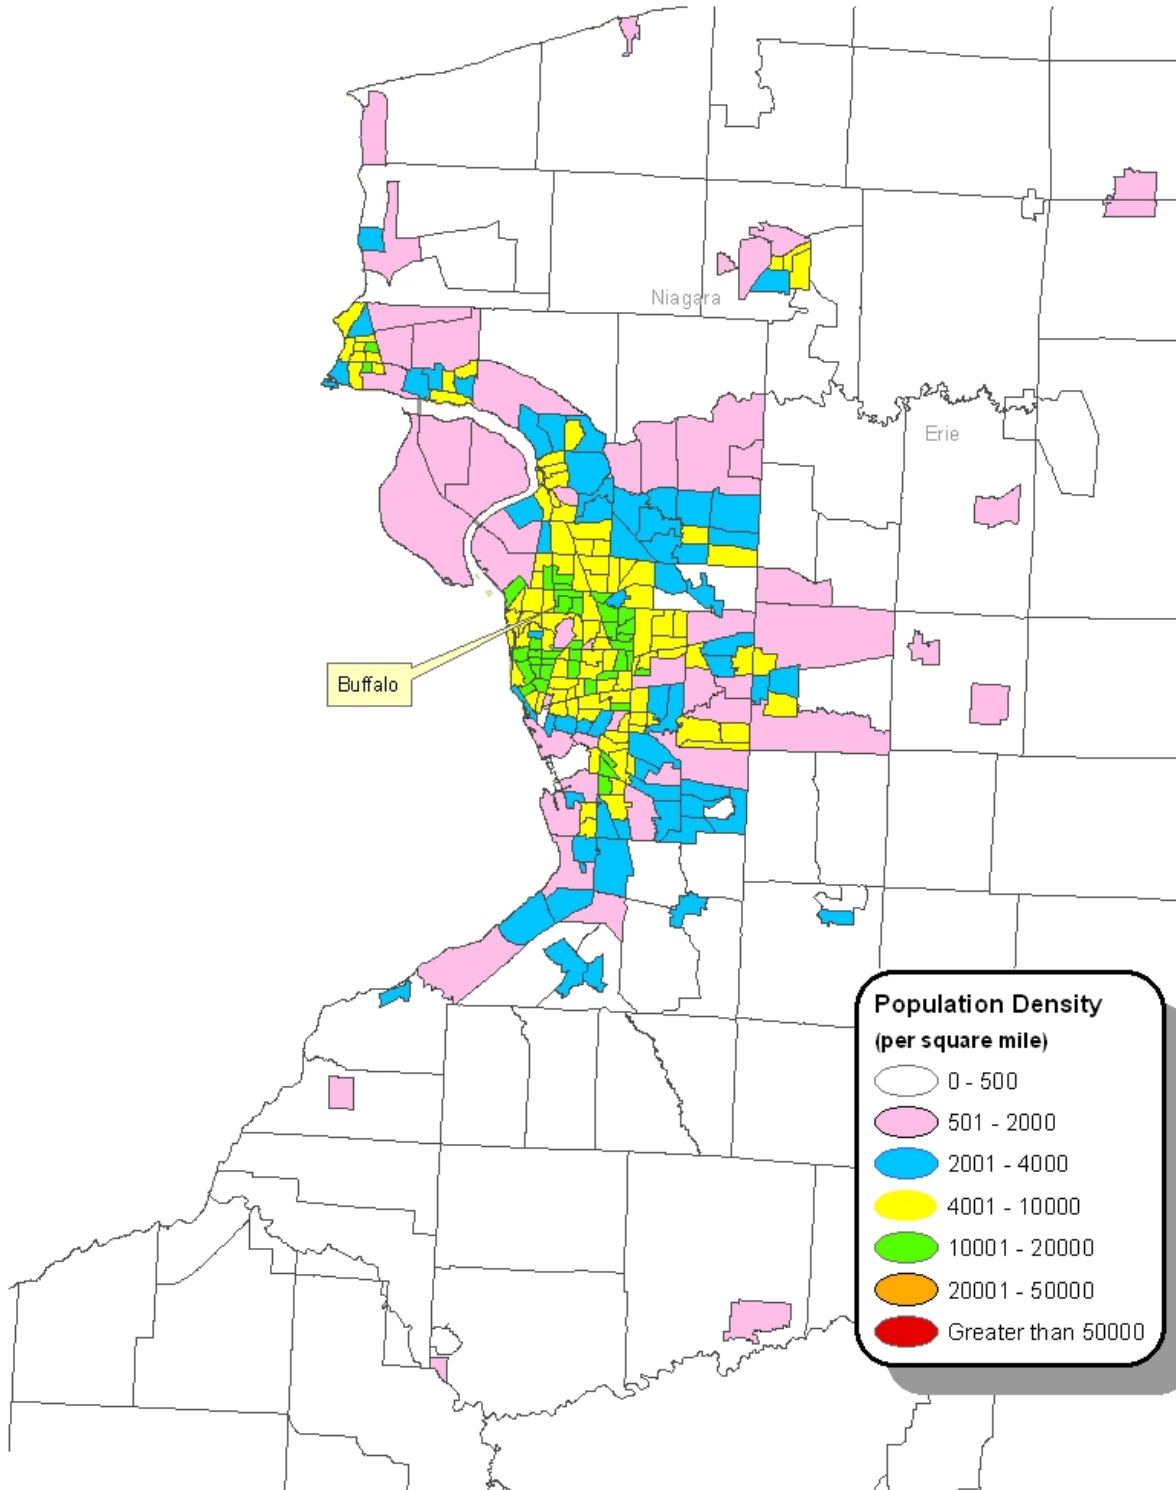 Niagara
Erie
Buffalo
Population Density
(per square mile)
0 - 500
501 - 2000
2001 - 4000
4001 - 10000
10001 - 20000
20001 - 50000
Greater than 50000